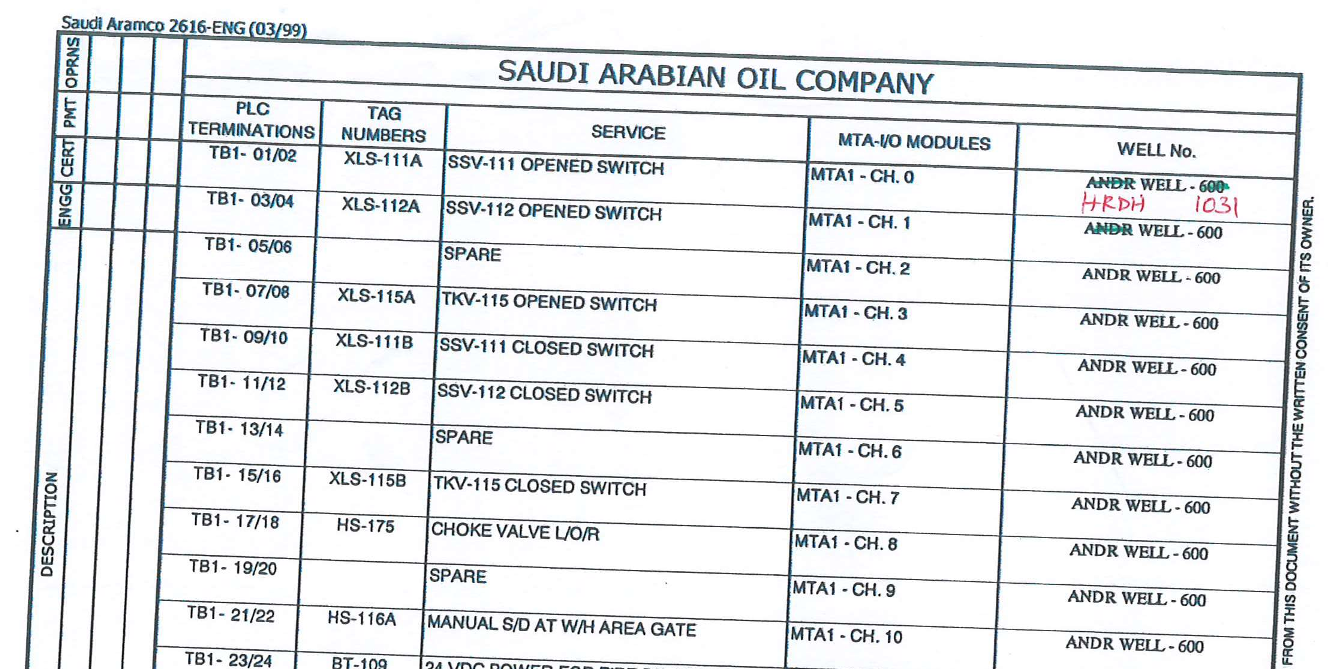 Saudi Aramco 2616-ENG (03/99)
OPRNS
PMT
CERT
ENGG
DESCRIPTION
SAUDI ARABIAN OIL COMPANY
PLC TERMINATIONS TAG NUMBERS SERVICE MTA-I/O MODULES WELL No.
TB1- 01/02 XLS-111A SSV-111 OPENED SWITCH MTA1 - CH. 0 ANDR WELL - 600
HRDH 1031
TB1- 03/04 XLS-112A SSV-112 OPENED SWITCH MTA1 - CH. 1 ANDR WELL - 600
TB1- 05/06 SPARE MTA1 - CH. 2 ANDR WELL - 600
TB1- 07/08 XLS-115A TKV-115 OPENED SWITCH MTA1 - CH. 3 ANDR WELL - 600
TB1- 09/10 XLS-111B SSV-111 CLOSED SWITCH MTA1 - CH. 4 ANDR WELL - 600
TB1- 11/12 XLS-112B SSV-112 CLOSED SWITCH MTA1 - CH. 5 ANDR WELL - 600
TB1- 13/14 SPARE MTA1 - CH. 6 ANDR WELL - 600
TB1- 15/16 XLS-115B TKV-115 CLOSED SWITCH MTA1 - CH. 7 ANDR WELL - 600
TB1- 17/18 HS-175 CHOKE VALVE L/O/R MTA1 - CH. 8 ANDR WELL - 600
TB1- 19/20 SPARE MTA1 - CH. 9 ANDR WELL - 600
TB1- 21/22 HS-116A MANUAL S/D AT W/H AREA GATE MTA1 - CH. 10 ANDR WELL - 600
TB1- 23/24 BT-109 24 VDC POWER FOR
FROM THIS DOCUMENT WITHOUT THE WRITTEN CONSENT OF ITS OWNER.